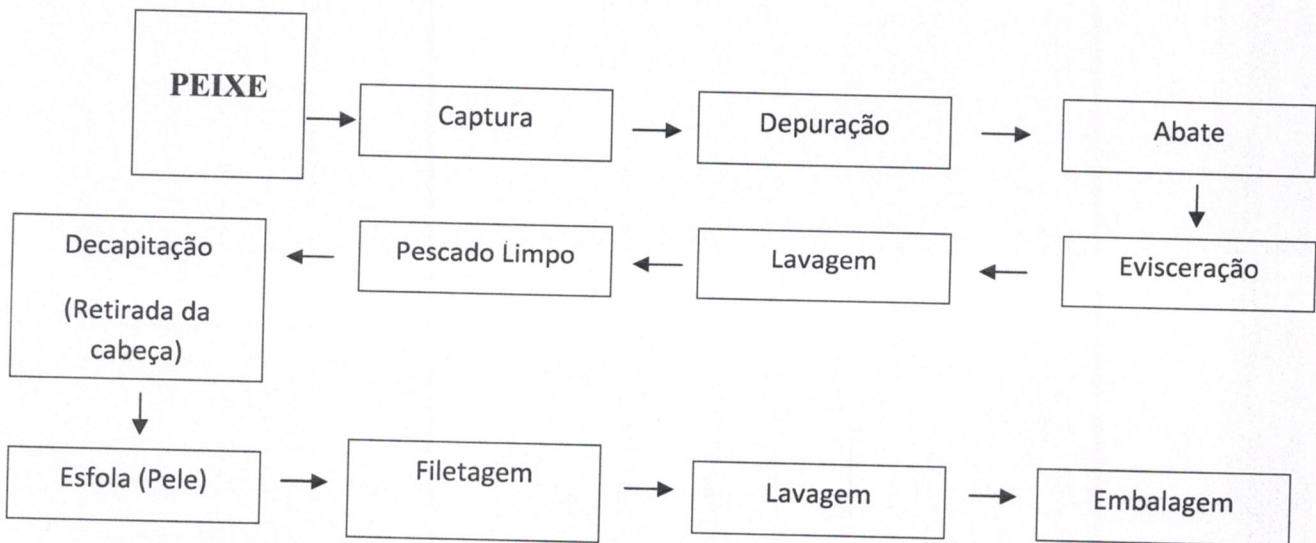 PEIXE
Captura
Depuração
Abate
Evisceração
Lavagem
Pescado Limpo
Decapitação
(Retirada da
cabeça)
Esfola (Pele)
Filetagem
Lavagem
Embalagem